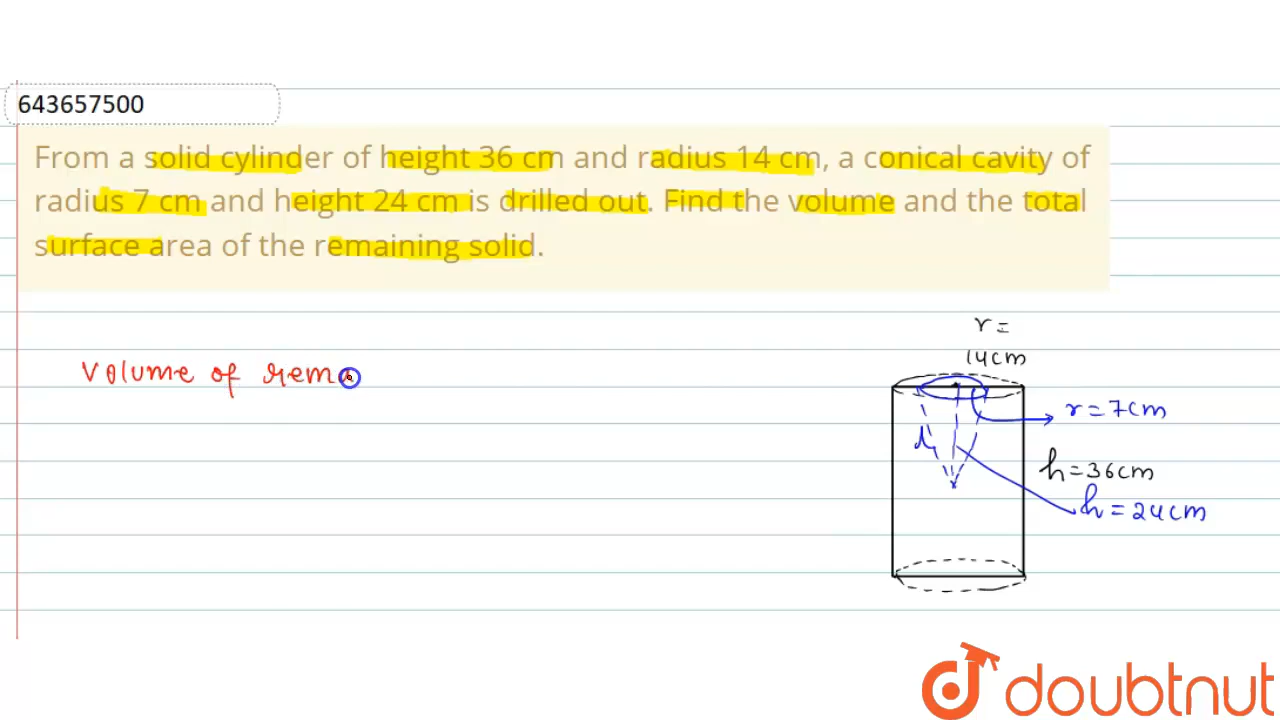 643657500
From a solid cylinder of height 36 cm and radius 14 cm, a conical cavity of
radius 7 cm and height 24 cm is drilled out. Find the volume and the total
surface area of the remaining solid.
r =
14cm
Volume of rema
r = 7cm
l
h = 36cm
h = 24cm
doubtnut